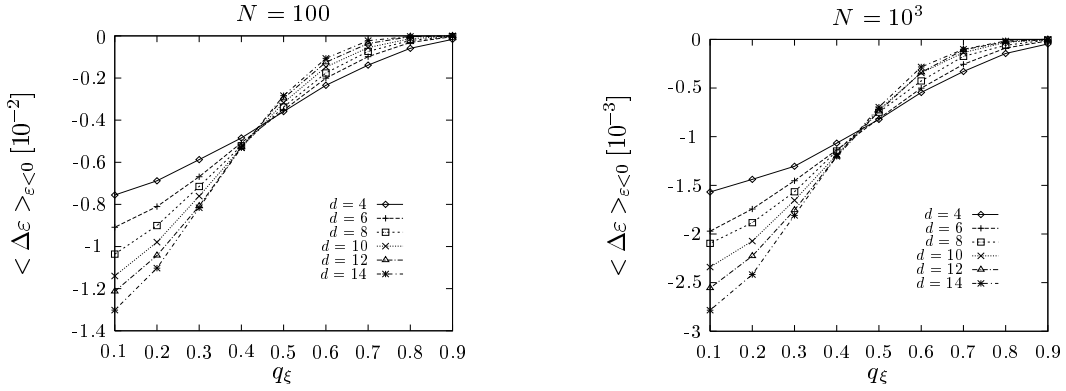 N = 100
< Δε >ε<0 [10⁻²]
0
-0.2
-0.4
-0.6
-0.8
-1
-1.2
-1.4
d = 4
d = 6
d = 8
d = 10
d = 12
d = 14
0.1 0.2 0.3 0.4 0.5 0.6 0.7 0.8 0.9
qξ
N = 10³
< Δε >ε<0 [10⁻³]
0
-0.5
-1
-1.5
-2
-2.5
-3
d = 4
d = 6
d = 8
d = 10
d = 12
d = 14
0.1 0.2 0.3 0.4 0.5 0.6 0.7 0.8 0.9
qξ